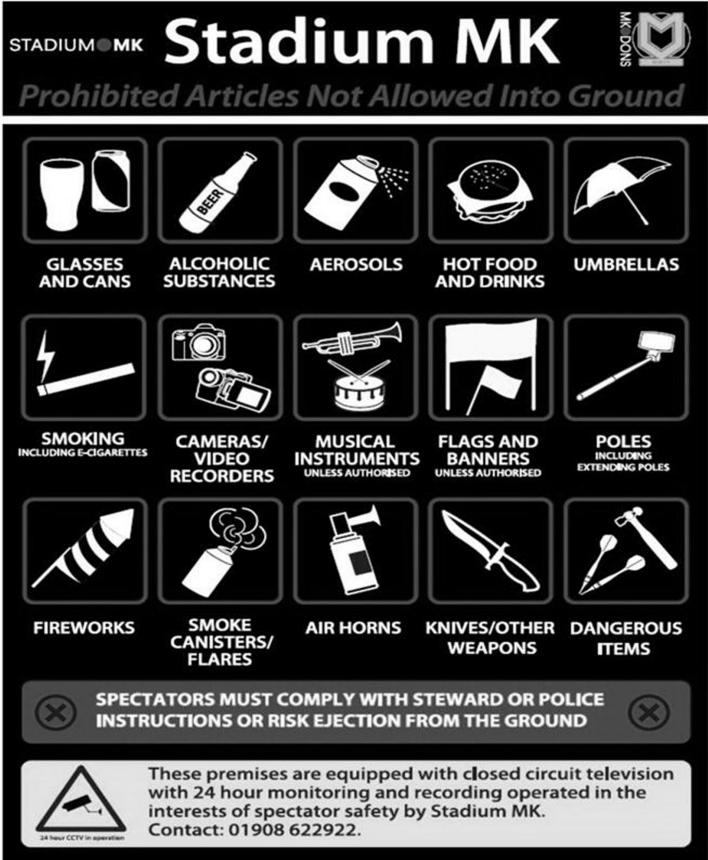 STADIUM MK
Stadium MK
MK DONS
Prohibited Articles Not Allowed Into Ground
BEER
GLASSES
AND CANS
ALCOHOLIC
SUBSTANCES
AEROSOLS
HOT FOOD
AND DRINKS
UMBRELLAS
SMOKING
INCLUDING E-CIGARETTES
CAMERAS/
VIDEO
RECORDERS
MUSICAL
INSTRUMENTS
UNLESS AUTHORISED
FLAGS AND
BANNERS
UNLESS AUTHORISED
POLES
INCLUDING
EXTENDING POLES
FIREWORKS
SMOKE
CANISTERS/
FLARES
AIR HORNS
KNIVES/OTHER
WEAPONS
DANGEROUS
ITEMS
SPECTATORS MUST COMPLY WITH STEWARD OR POLICE
INSTRUCTIONS OR RISK EJECTION FROM THE GROUND
These premises are equipped with closed circuit television
with 24 hour monitoring and recording operated in the
interests of spectator safety by Stadium MK.
Contact: 01908 622922.
24 hour CCTV in operation